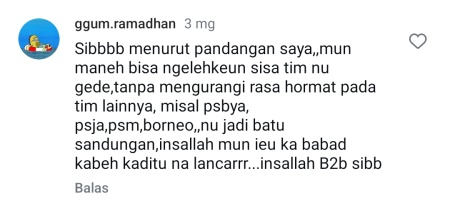 ggum.ramadhan 3 mg
Sibbbb menurut pandangan saya,,mun
maneh bisa ngelehkeun sisa tim nu
gede,tanpa mengurangi rasa hormat pada
tim lainnya, misal psbya,
psja,psm,borneo,,nu jadi batu
sandungan,insallah mun ieu ka babad
kabeh kaditu na lancarrr...insallah B2b sibb
Balas